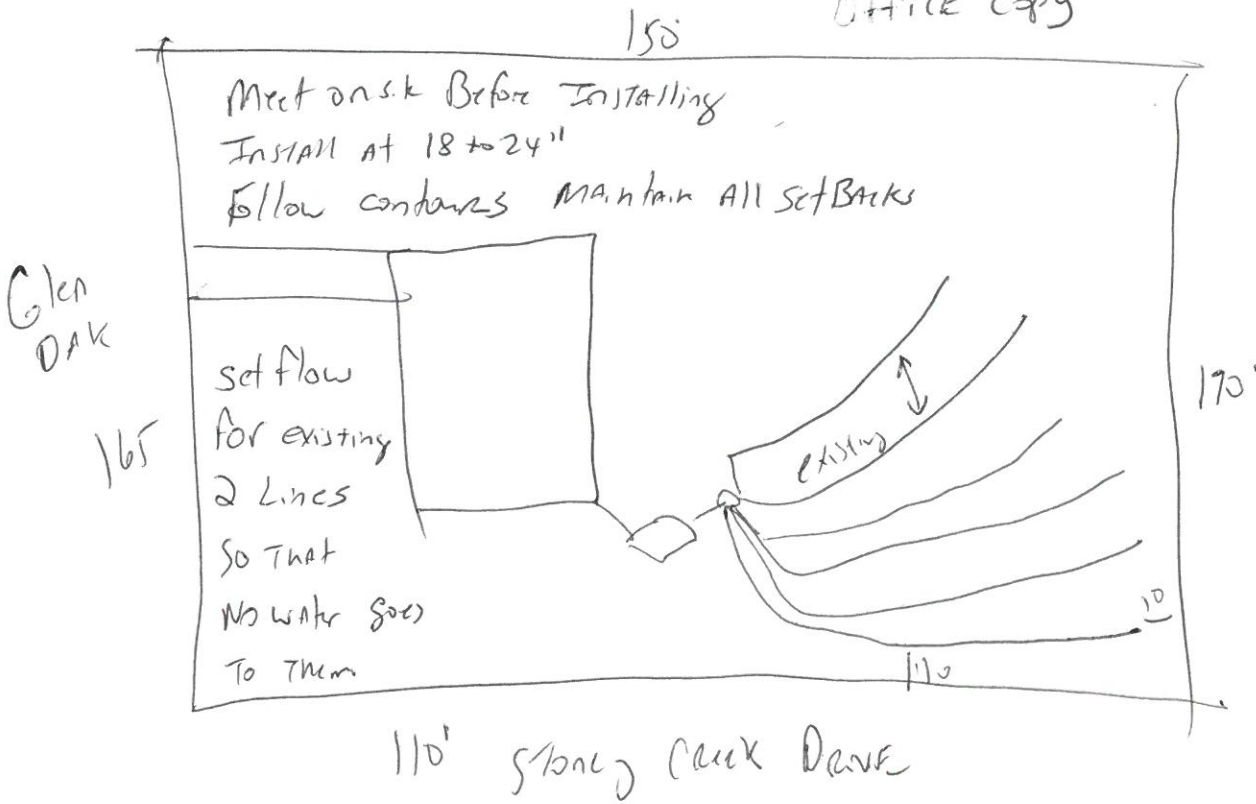 Office Copy
150
Meet onsite Before Installing
Install At 18 to 24"
Follow contours Maintain All SetBacks
Glen
OAK
165
set flow
for existing
2 Lines
So That
No water goes
To Them
existing
190'
10
10
110' Stoney Creek Drive